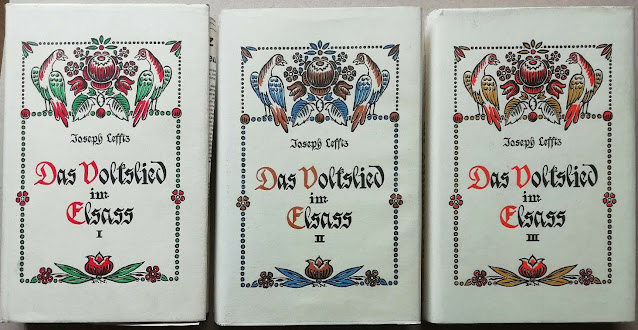 Joseph Lefftz
Das Volkslied
im
Elsass
I
Joseph Lefftz
Das Volkslied
im
Elsass
II
Joseph Lefftz
Das Volkslied
im
Elsass
III